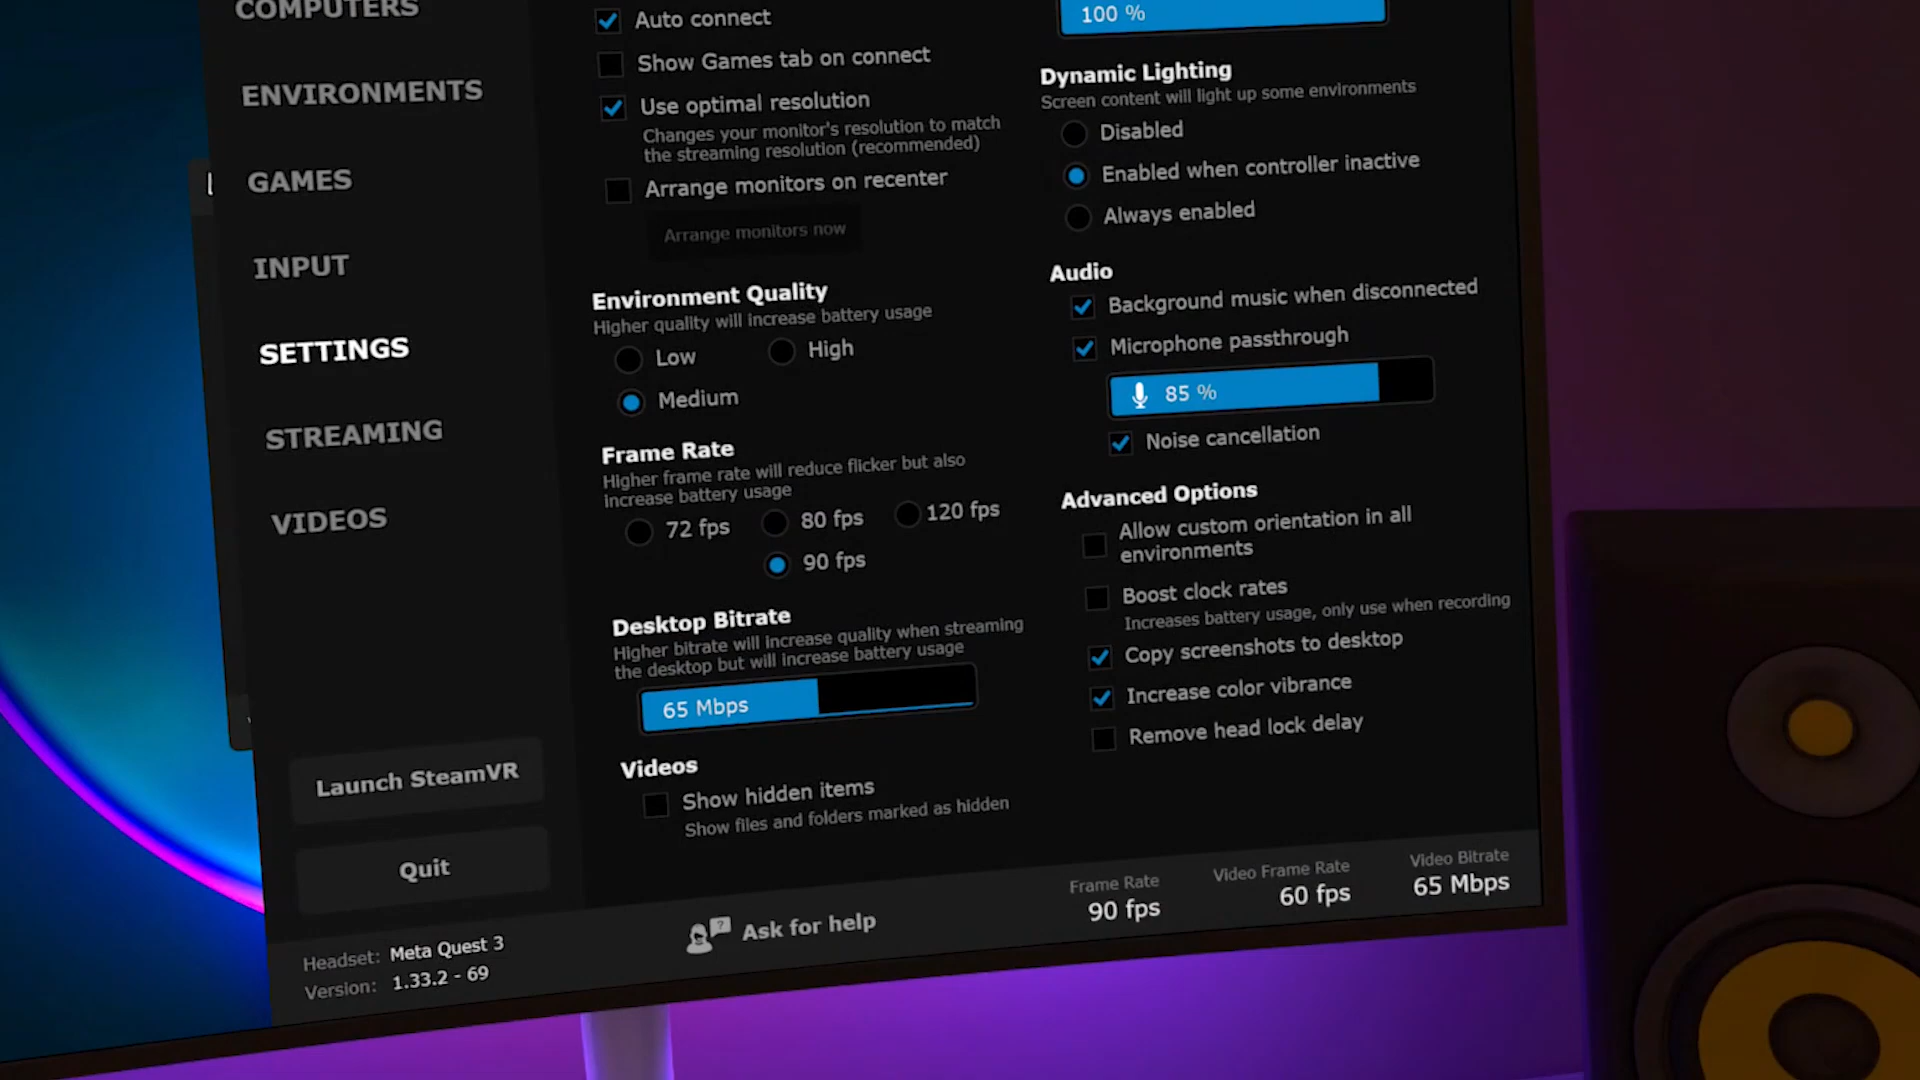 COMPUTERS
ENVIRONMENTS
GAMES
INPUT
SETTINGS
STREAMING
VIDEOS
Launch SteamVR
Quit
Auto connect
Show Games tab on connect
Use optimal resolution
Changes your monitor's resolution to match
the streaming resolution (recommended)
Arrange monitors on recenter
Arrange monitors now
Environment Quality
Higher quality will increase battery usage
Low
High
Medium
Frame Rate
Higher frame rate will reduce flicker but also
increase battery usage
72 fps
80 fps
120 fps
90 fps
Desktop Bitrate
Higher bitrate will increase quality when streaming
the desktop but will increase battery usage
65 Mbps
Videos
Show hidden items
Show files and folders marked as hidden
100 %
Dynamic Lighting
Screen content will light up some environments
Disabled
Enabled when controller inactive
Always enabled
Audio
Background music when disconnected
Microphone passthrough
85 %
Noise cancellation
Advanced Options
Allow custom orientation in all
environments
Boost clock rates
Increases battery usage, only use when recording
Copy screenshots to desktop
Increase color vibrance
Remove head lock delay
Headset: Meta Quest 3
Version: 1.33.2 - 69
Ask for help
Frame Rate
90 fps
Video Frame Rate
60 fps
Video Bitrate
65 Mbps